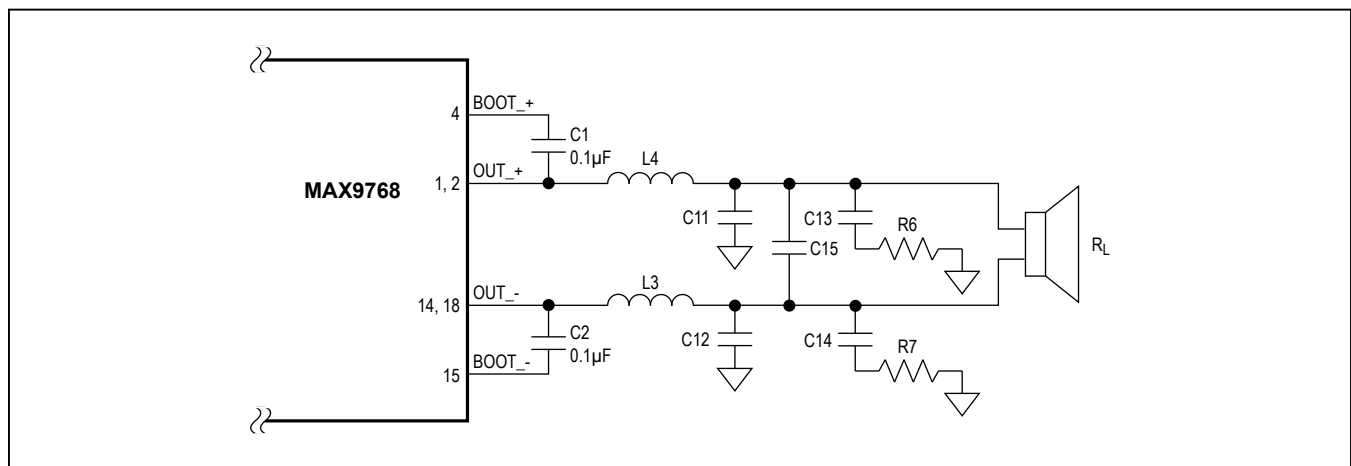 4
BOOT_+
C1
0.1µF
L4
1, 2
OUT_+
MAX9768
C11
C13
R6
C15
RL
14, 18
OUT_-
L3
C2
0.1µF
C12
C14
R7
15
BOOT_-